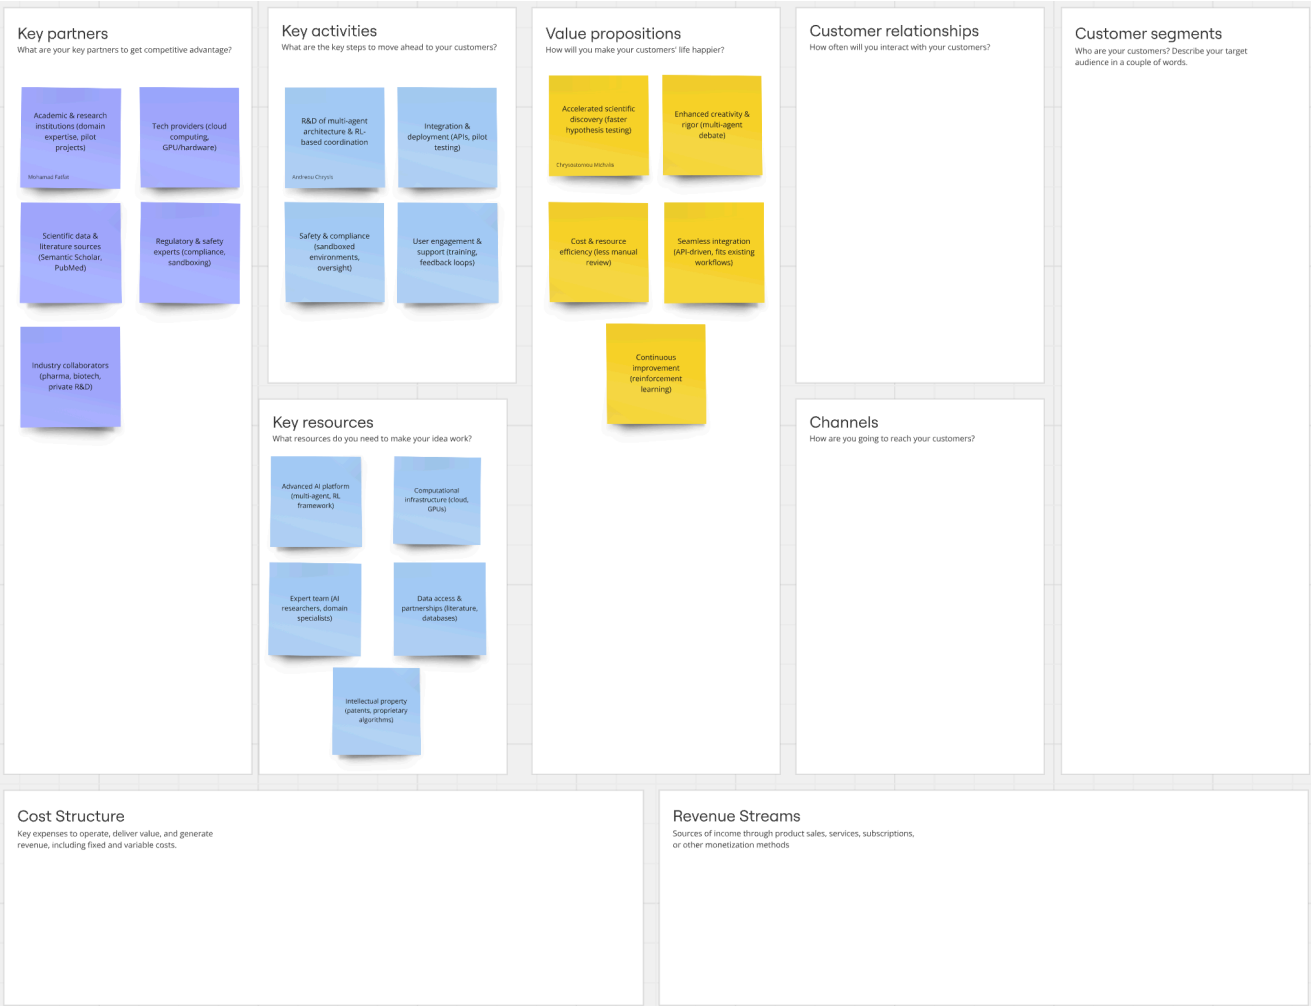 Key partners
What are your key partners to get competitive advantage?
Academic & research
institutions (domain
expertise, pilot
projects)
Mohamad Faifat
Tech providers (cloud
computing,
GPU/hardware)
Scientific data &
literature sources
(Semantic Scholar,
PubMed)
Regulatory & safety
experts (compliance,
sandboxing)
Industry collaborators
(pharma, biotech,
private R&D)
Key activities
What are the key steps to move ahead to your customers?
R&D of multi-agent
architecture & RL-
based coordination
Andreou Chrysis
Integration &
deployment (APIs, pilot
testing)
Safety & compliance
(sandboxed
environments,
oversight)
User engagement &
support (training,
feedback loops)
Key resources
What resources do you need to make your idea work?
Advanced AI platform
(multi-agent, RL
framework)
Computational
infrastructure (cloud,
GPUs)
Expert team (AI
researchers, domain
specialists)
Data access &
partnerships (literature,
databases)
Intellectual property
(patents, proprietary
algorithms)
Value propositions
How will you make your customers' life happier?
Accelerated scientific
discovery (faster
hypothesis testing)
Chrysostomou Michalis
Enhanced creativity &
rigor (multi-agent
debate)
Cost & resource
efficiency (less manual
review)
Seamless integration
(API-driven, fits existing
workflows)
Continuous
improvement
(reinforcement
learning)
Customer relationships
How often will you interact with your customers?
Channels
How are you going to reach your customers?
Customer segments
Who are your customers? Describe your target
audience in a couple of words.
Cost Structure
Key expenses to operate, deliver value, and generate
revenue, including fixed and variable costs.
Revenue Streams
Sources of income through product sales, services, subscriptions,
or other monetization methods